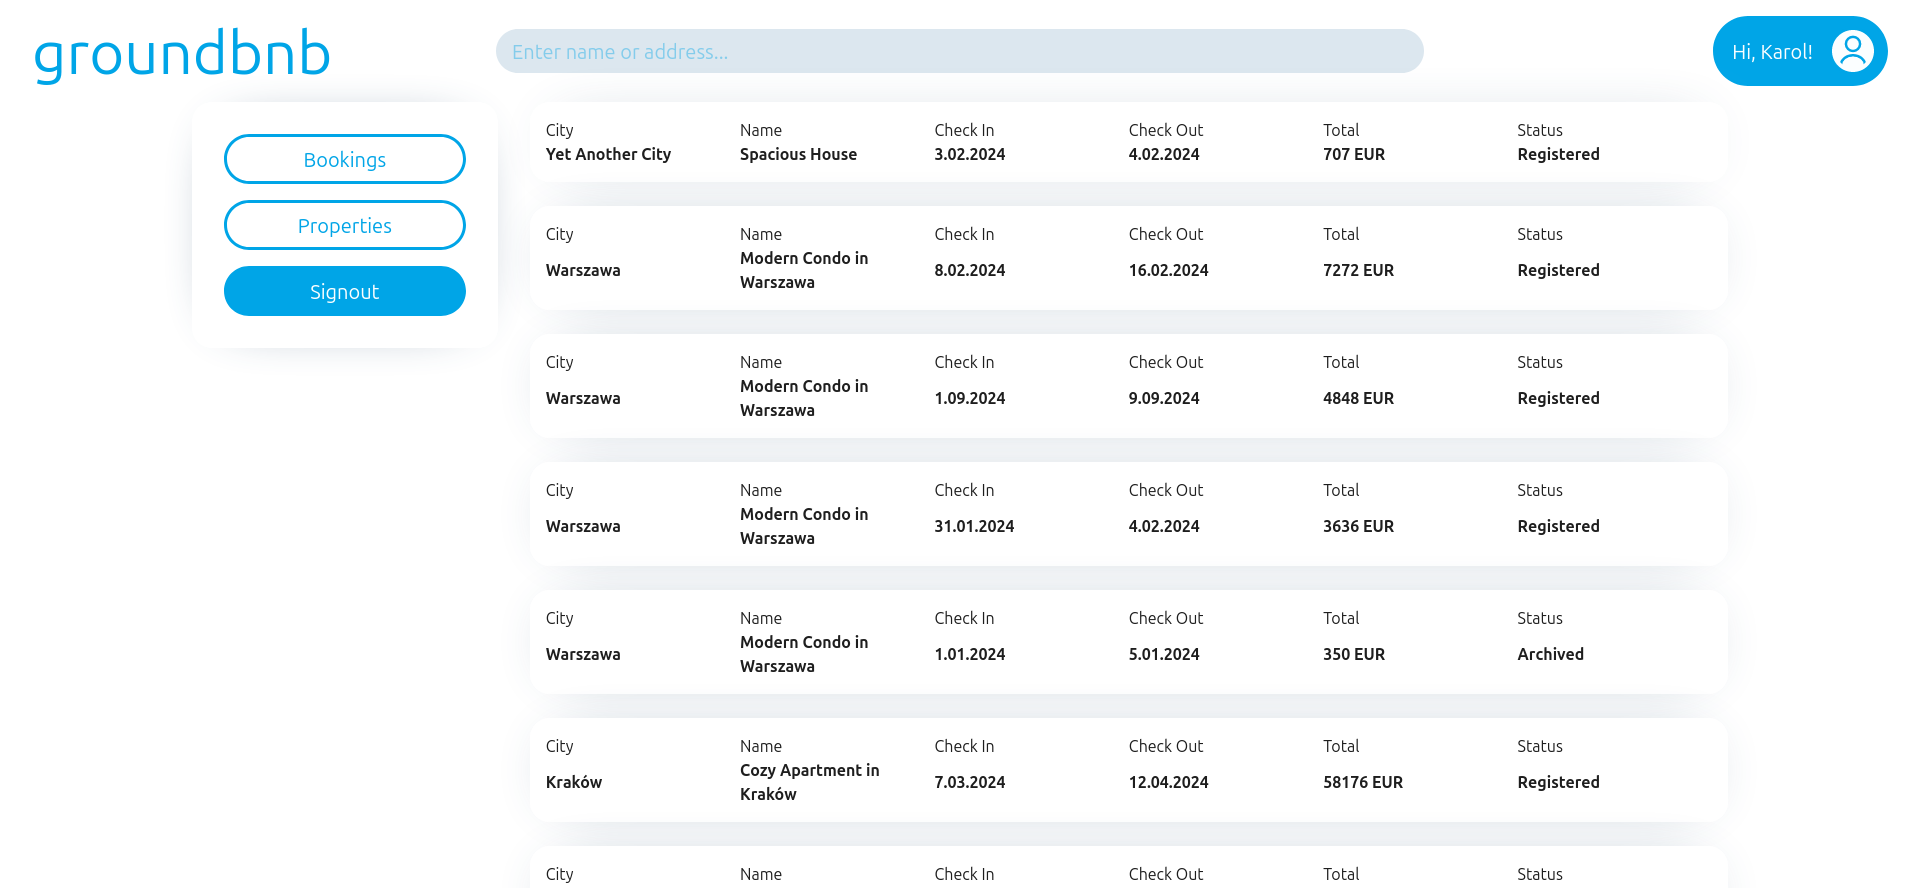 groundbnb
Enter name or address...
Hi, Karol!
Bookings
Properties
Signout
City Name Check In Check Out Total Status
Yet Another City Spacious House 3.02.2024 4.02.2024 707 EUR Registered
City Name Check In Check Out Total Status
Warszawa Modern Condo in Warszawa 8.02.2024 16.02.2024 7272 EUR Registered
City Name Check In Check Out Total Status
Warszawa Modern Condo in Warszawa 1.09.2024 9.09.2024 4848 EUR Registered
City Name Check In Check Out Total Status
Warszawa Modern Condo in Warszawa 31.01.2024 4.02.2024 3636 EUR Registered
City Name Check In Check Out Total Status
Warszawa Modern Condo in Warszawa 1.01.2024 5.01.2024 350 EUR Archived
City Name Check In Check Out Total Status
Kraków Cozy Apartment in Kraków 7.03.2024 12.04.2024 58176 EUR Registered
City Name Check In Check Out Total Status